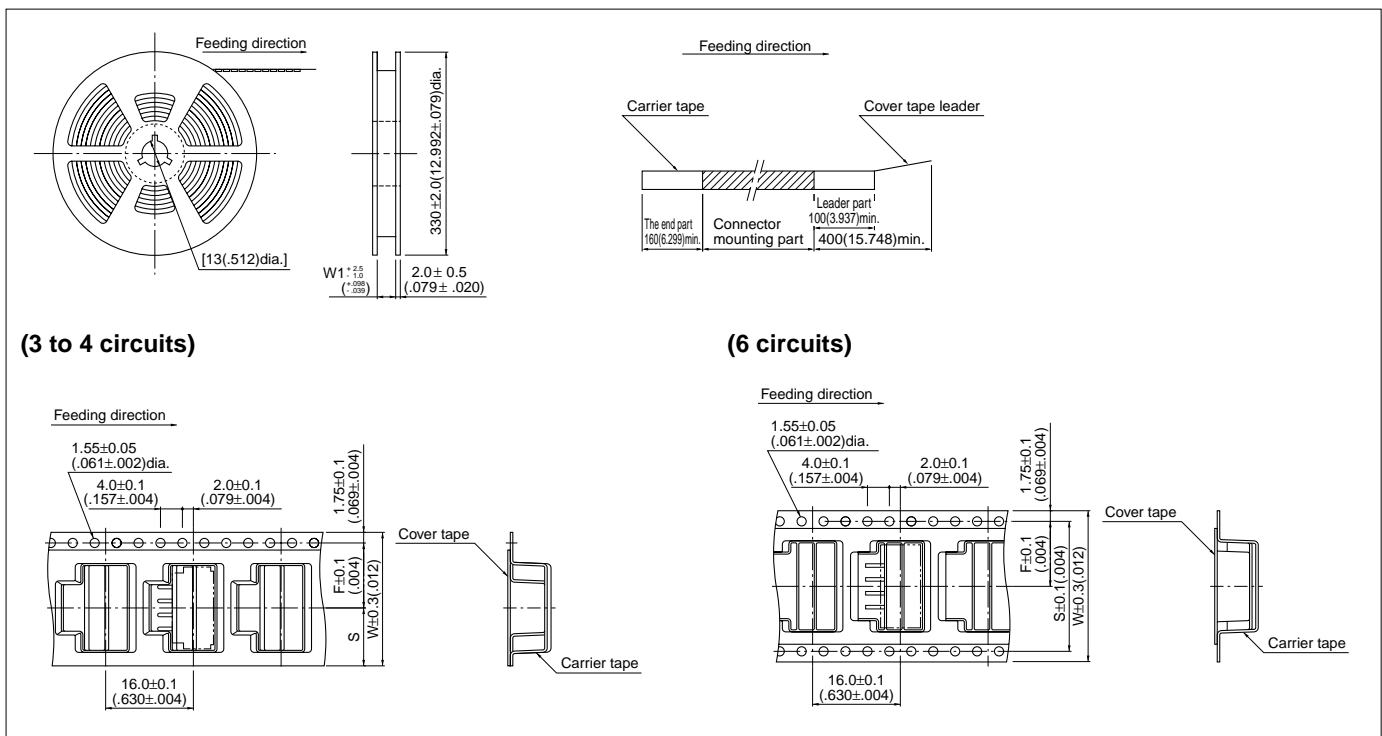 Feeding direction
330±2.0(12.992±.079)dia.
[13(.512)dia.]
W1 +2.5 -1.0
(+.098 -.039)
2.0± 0.5
(.079± .020)
Feeding direction
Carrier tape
Cover tape leader
The end part
160(6.299)min.
Connector
mounting part
Leader part
100(3.937)min.
400(15.748)min.
(3 to 4 circuits)
Feeding direction
1.55±0.05
(.061±.002)dia.
4.0±0.1
(.157±.004)
2.0±0.1
(.079±.004)
1.75±0.1
(.069±.004)
F±0.1
(.004)
S
W±0.3(.012)
16.0±0.1
(.630±.004)
Cover tape
Carrier tape
(6 circuits)
Feeding direction
1.55±0.05
(.061±.002)dia.
4.0±0.1
(.157±.004)
2.0±0.1
(.079±.004)
1.75±0.1
(.069±.004)
F±0.1
(.004)
S±0.1(.004)
W±0.3(.012)
16.0±0.1
(.630±.004)
Cover tape
Carrier tape